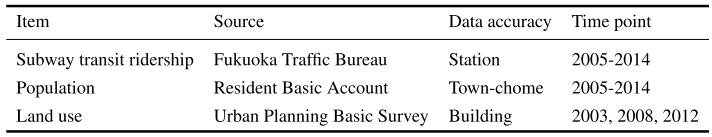 Item Source Data accuracy Time point
Subway transit ridership Fukuoka Traffic Bureau Station 2005-2014
Population Resident Basic Account Town-chome 2005-2014
Land use Urban Planning Basic Survey Building 2003, 2008, 2012